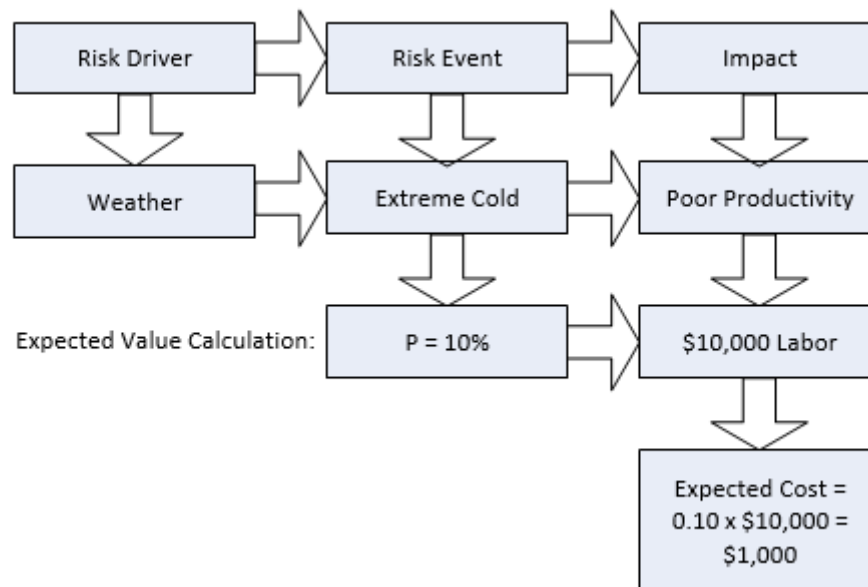 Risk Driver
Risk Event
Impact
Weather
Extreme Cold
Poor Productivity
Expected Value Calculation:
P = 10%
$10,000 Labor
Expected Cost =
0.10 x $10,000 =
$1,000